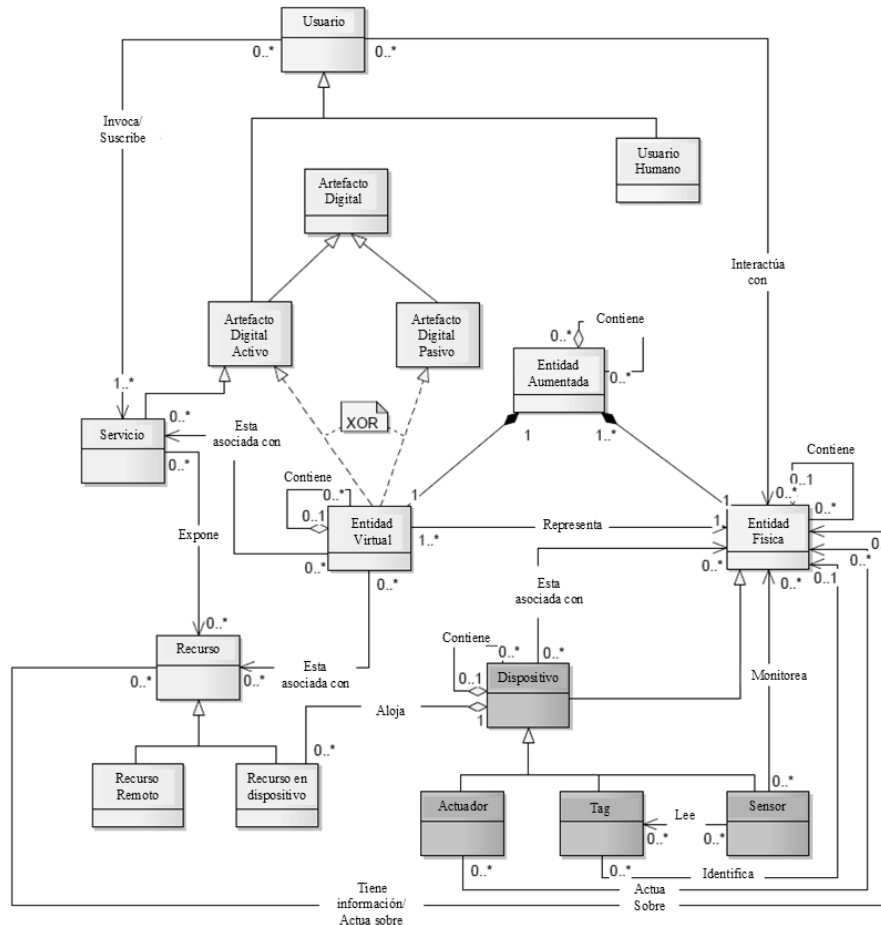 Usuario
0..*
0..*
Invoca/
Suscribe
Usuario
Humano
Artefacto
Digital
Interactúa
con
Artefacto
Digital
Activo
Artefacto
Digital
Pasivo
Contiene
0..*
Entidad
Aumentada
0..*
1..*
0..*
Servicio
0..*
Esta
asociada con
XOR
1
1..*
Contiene
0..1
0..*
0..*
Contiene
0..*
0..1
Entidad
Virtual
1
1..*
0..*
0..*
Representa
1
1
Entidad
Fisica
0..*
0..1
0..*
0..*
0
Expone
0..*
Recurso
0..*
0..*
Esta
asociada con
Esta
asociada con
Contiene
0..*
0..*
0..1
Dispositivo
1
Monitorea
Aloja
0..*
Recurso
Remoto
Recurso en
dispositivo
Actuador
Tag
Sensor
0..*
Lee
0..*
0..*
0..*
0..*
Identifica
Actua
Sobre
Tiene
información/
Actua sobre